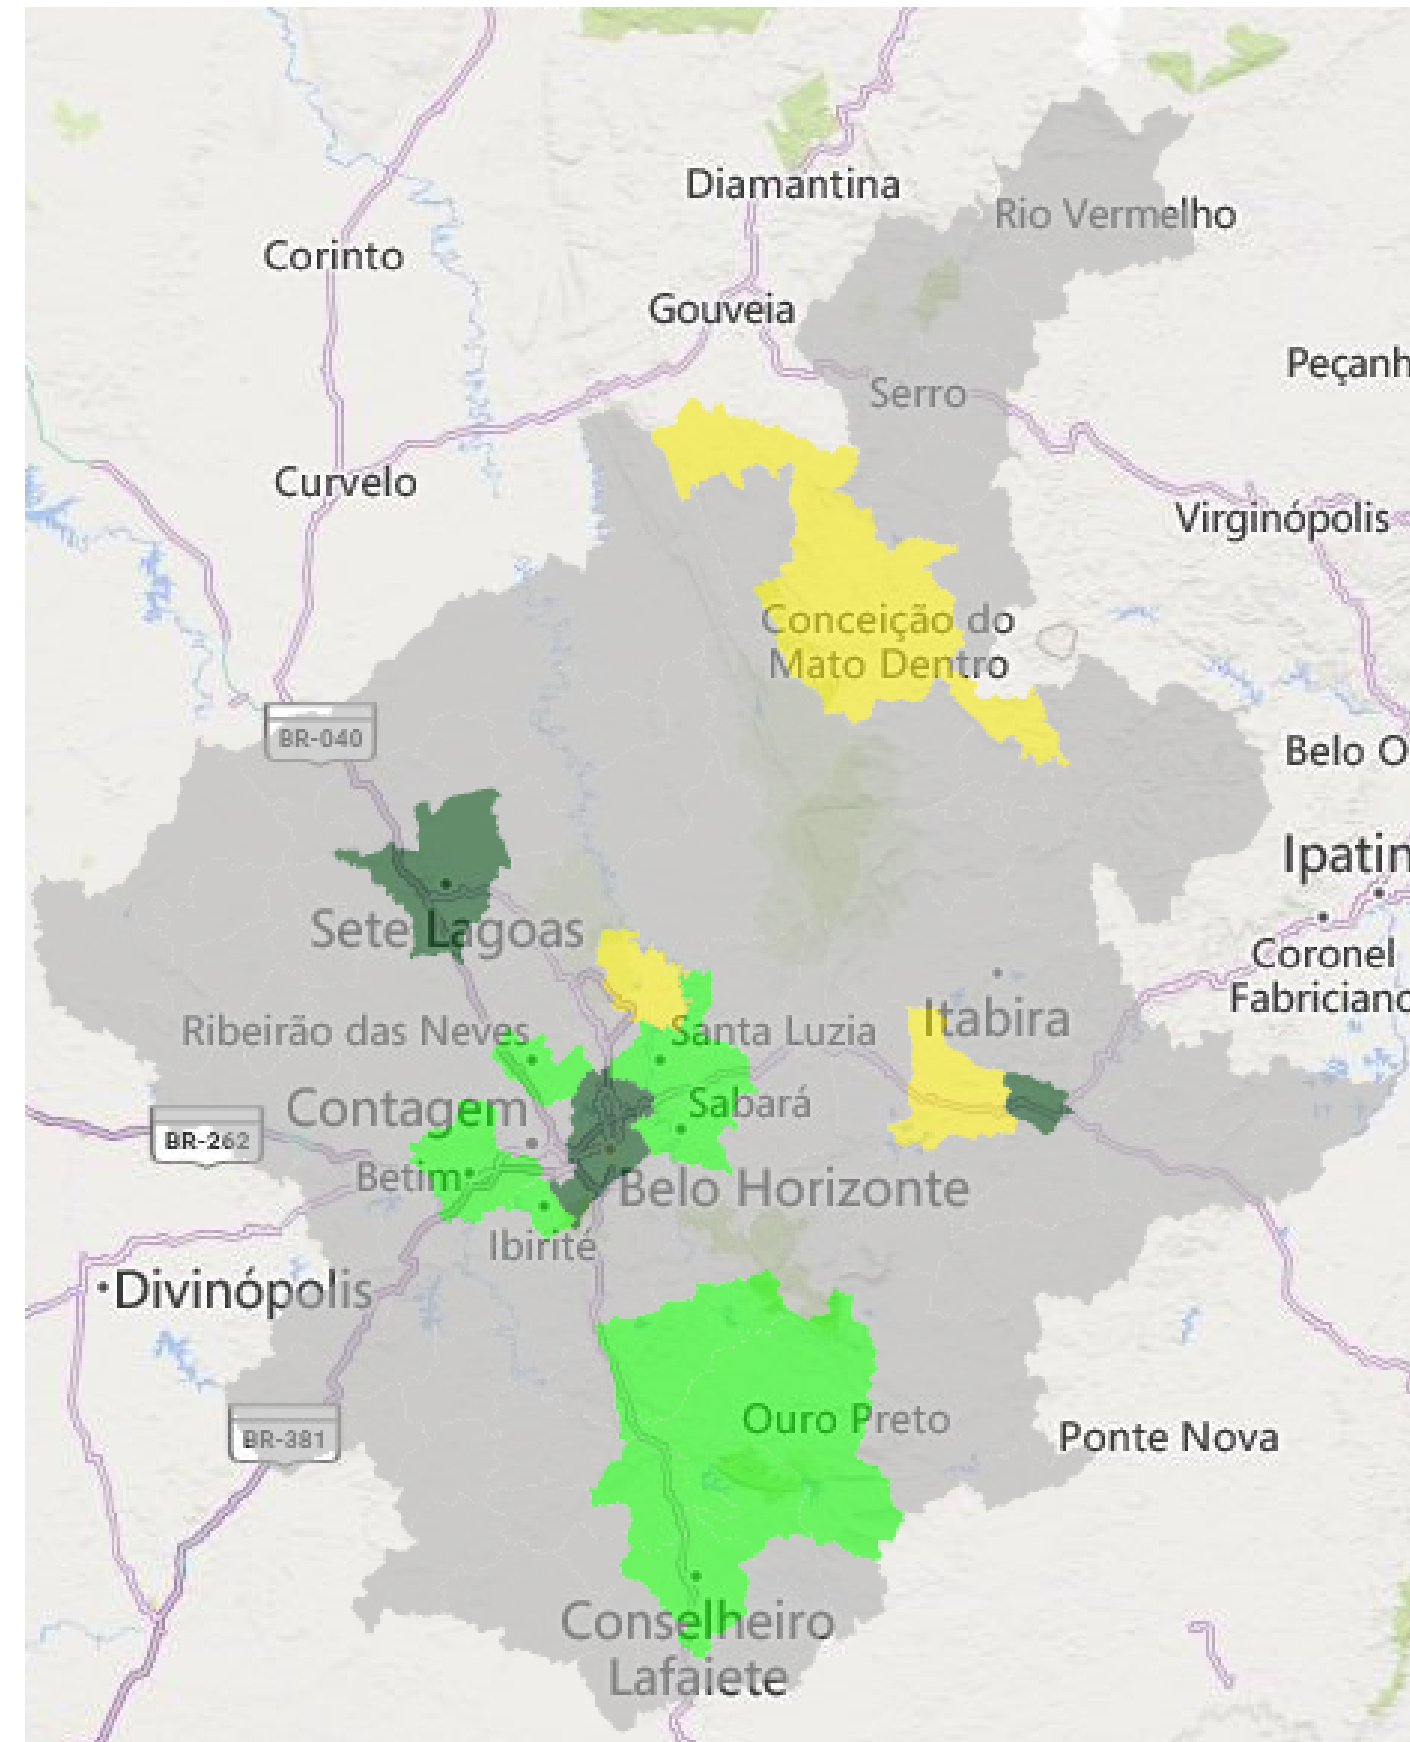 Diamantina
Rio Vermelho
Corinto
Gouveia
Peçanh
Serro
Curvelo
Virginópolis
Conceição do
Mato Dentro
BR-040
Belo O
Ipatin
Sete Lagoas
Coronel
Fabriciano
Itabira
Ribeirão das Neves
Santa Luzia
Contagem
Sabará
BR-262
Betim
Belo Horizonte
Ibirité
Divinópolis
Ouro Preto
BR-381
Ponte Nova
Conselheiro
Lafaiete